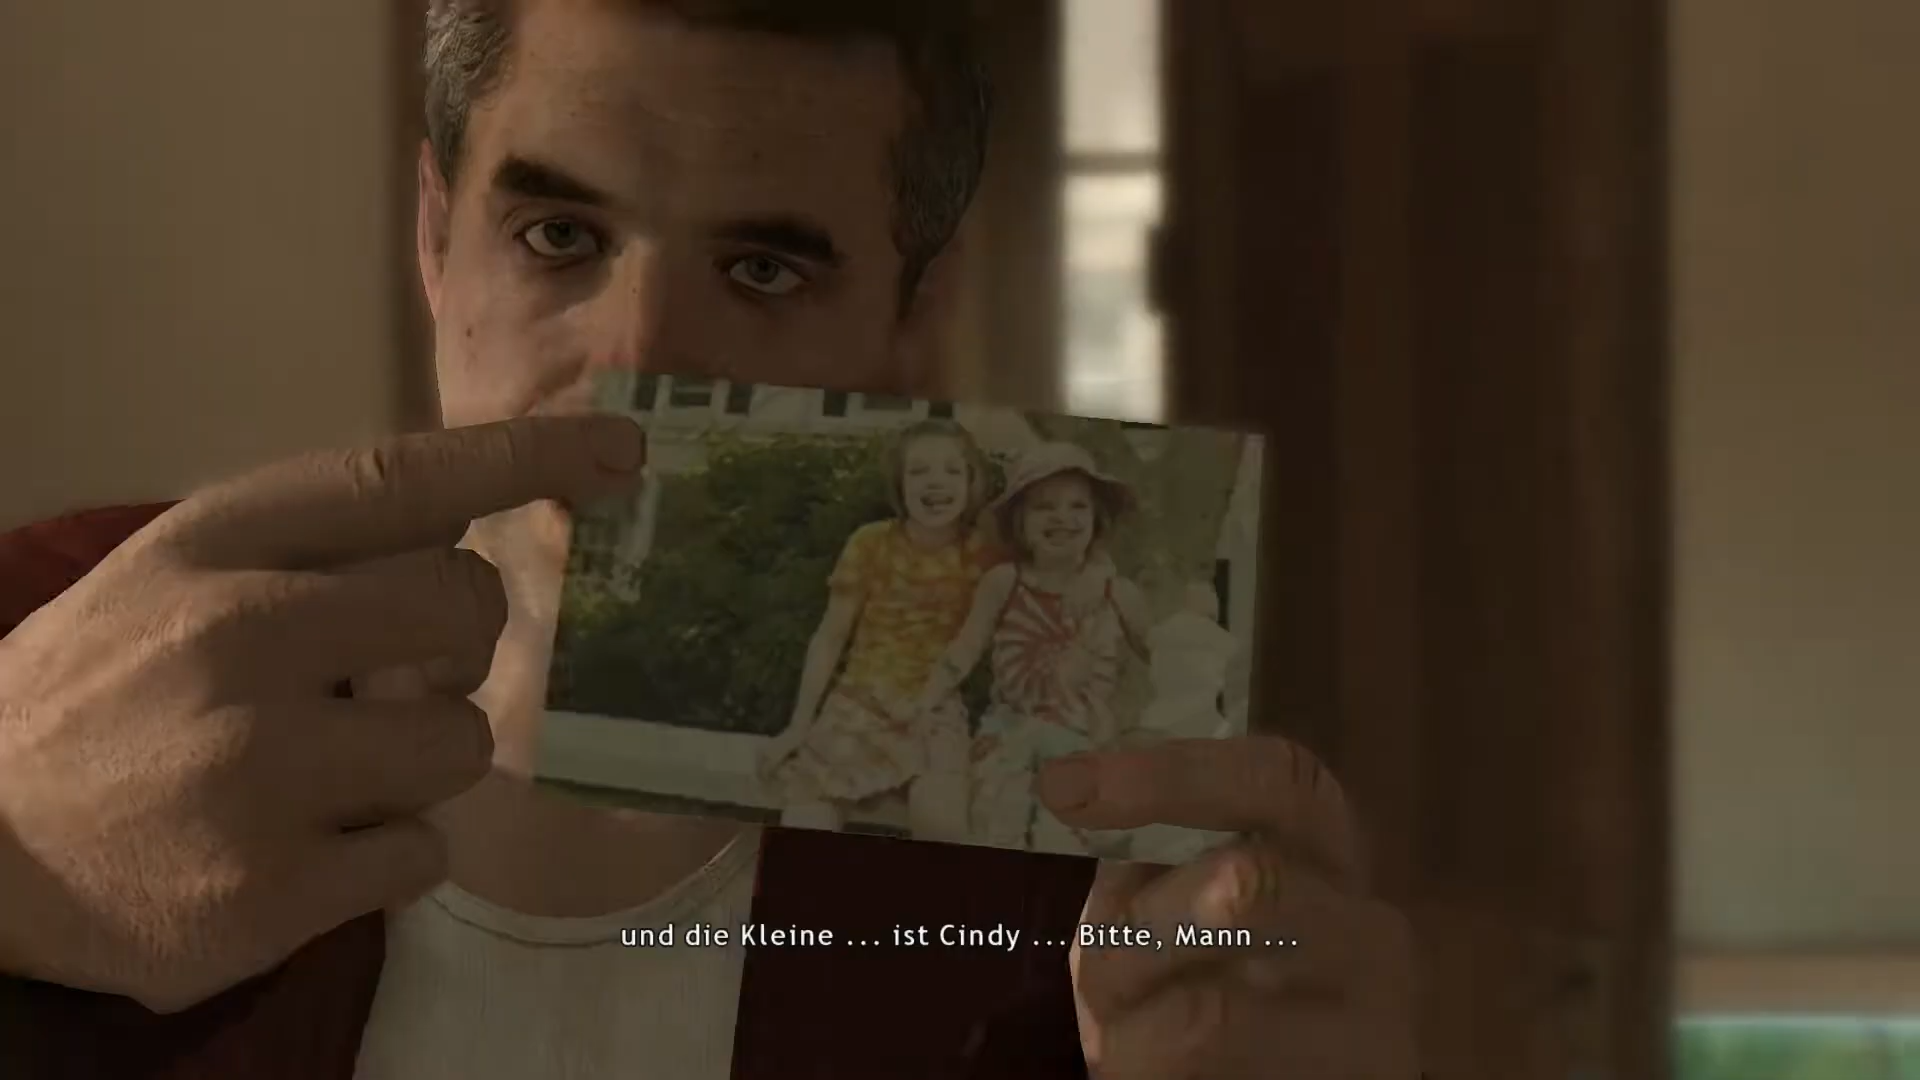 und die Kleine ... ist Cindy ... Bitte, Mann ...